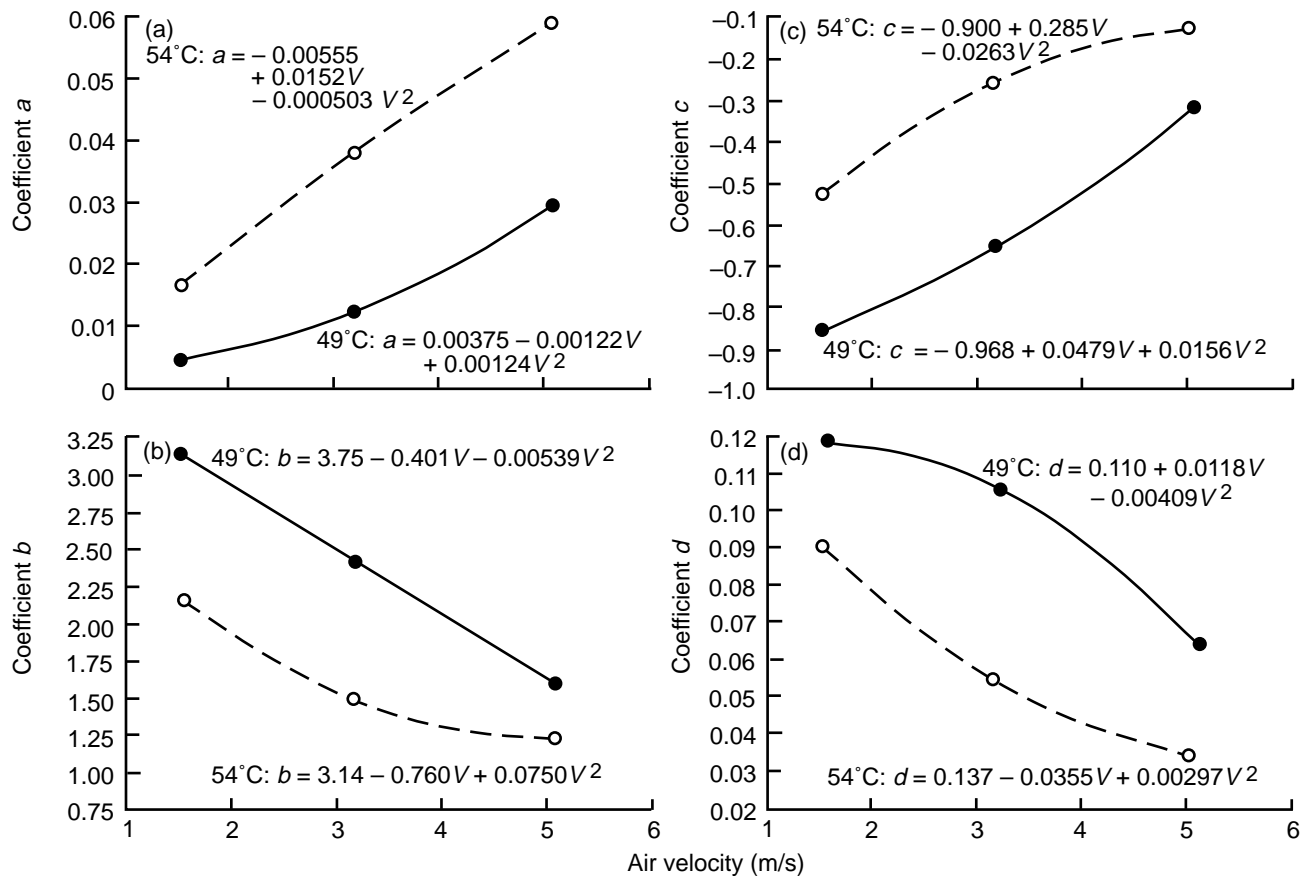 (a)
54°C: a = – 0.00555
+ 0.0152V
– 0.000503 V²
49°C: a = 0.00375 – 0.00122V
+ 0.00124V²
Coefficient a
0.06
0.05
0.04
0.03
0.02
0.01
0
(c)
54°C: c = – 0.900 + 0.285V
– 0.0263V²
49°C: c = – 0.968 + 0.0479V + 0.0156V²
Coefficient c
–0.1
–0.2
–0.3
–0.4
–0.5
–0.6
–0.7
–0.8
–0.9
–1.0
1 2 3 4 5 6
(b)
49°C: b = 3.75 – 0.401V – 0.00539V²
54°C: b = 3.14 – 0.760V + 0.0750V²
Coefficient b
3.25
3.00
2.75
2.50
2.25
2.00
1.75
1.50
1.25
1.00
0.75
1 2 3 4 5 6
(d)
49°C: d = 0.110 + 0.0118V
– 0.00409V²
54°C: d = 0.137 – 0.0355V + 0.00297V²
Coefficient d
0.12
0.11
0.10
0.09
0.08
0.07
0.06
0.05
0.04
0.03
0.02
1 2 3 4 5 6
Air velocity (m/s)